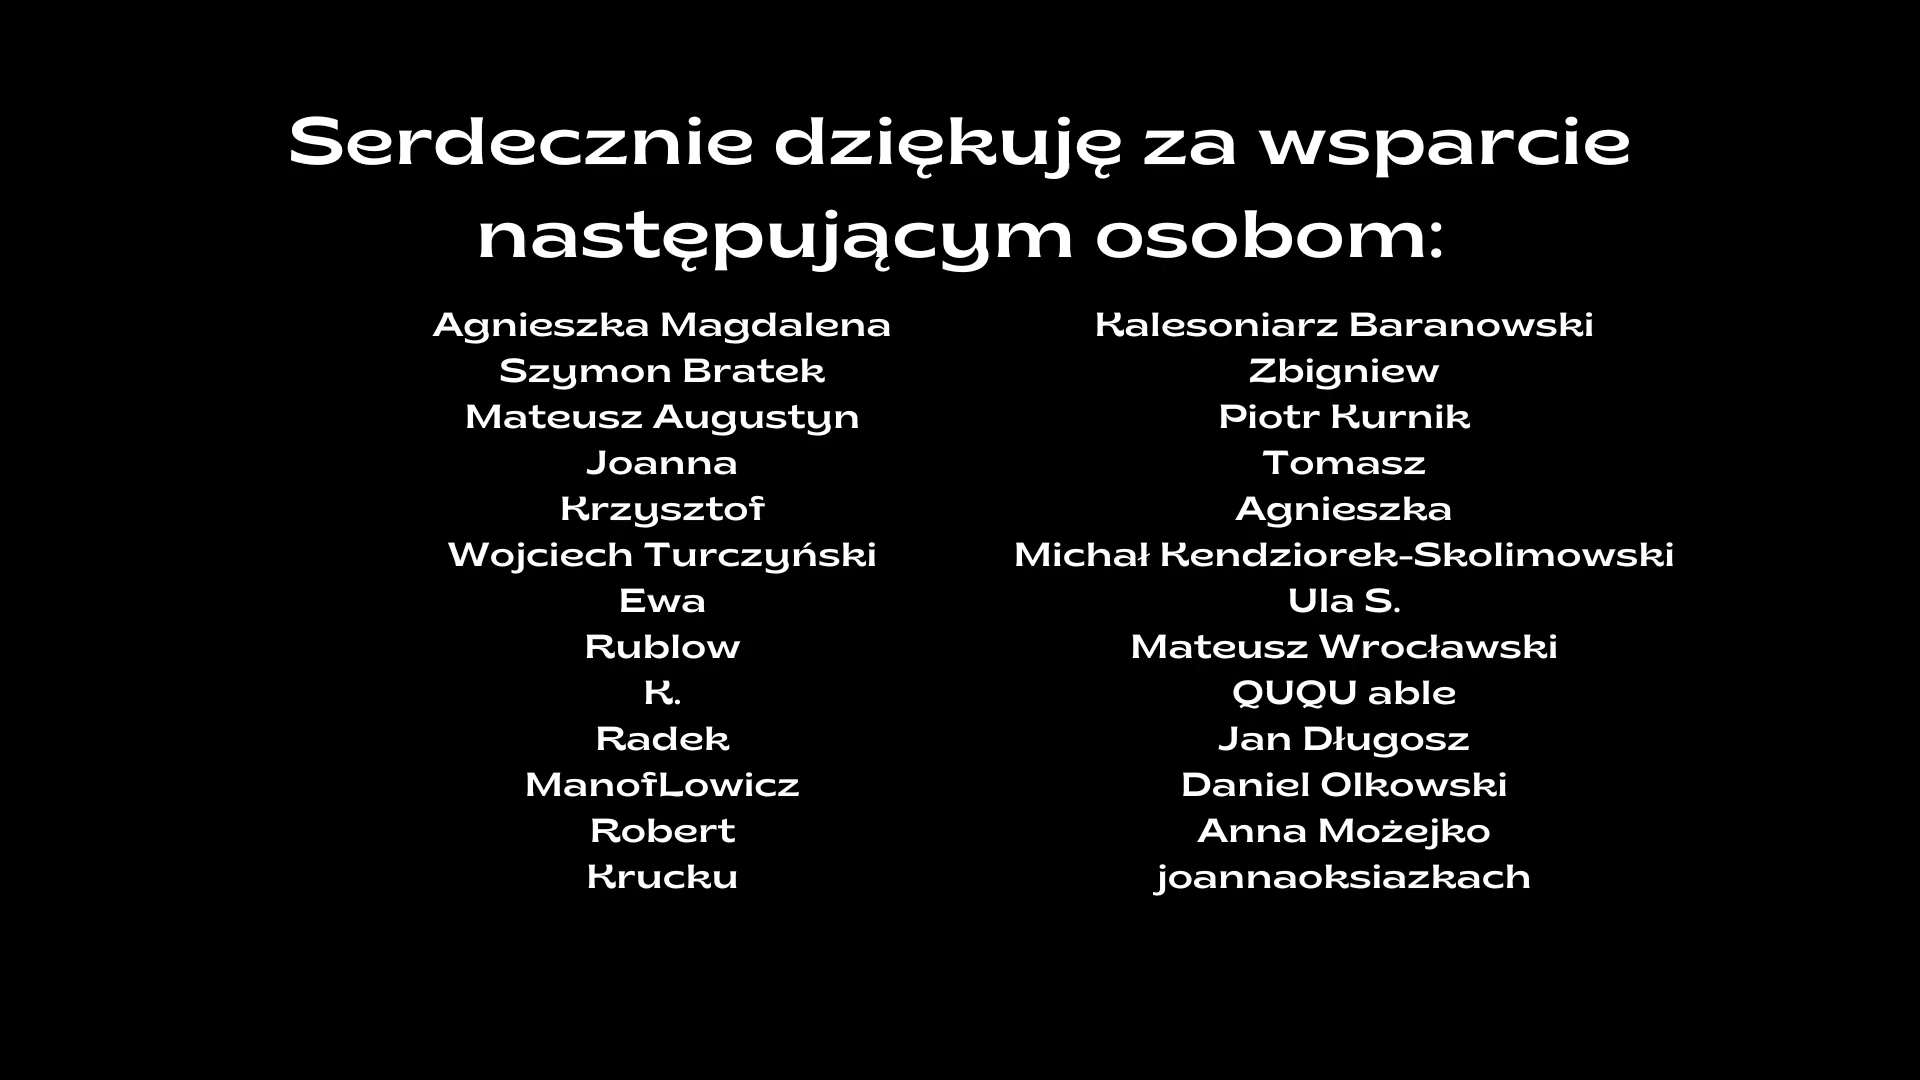 Serdecznie dziękuję za wsparcie
następującym osobom:
Agnieszka Magdalena
Szymon Bratek
Mateusz Augustyn
Joanna
Krzysztof
Wojciech Turczyński
Ewa
Rublow
K.
Radek
ManofLowicz
Robert
Krucku
Kalesoniarz Baranowski
Zbigniew
Piotr Kurnik
Tomasz
Agnieszka
Michał Kendziorek-Skolimowski
Ula S.
Mateusz Wrocławski
QUQU able
Jan Długosz
Daniel Olkowski
Anna Możejko
joannaoksiazkach